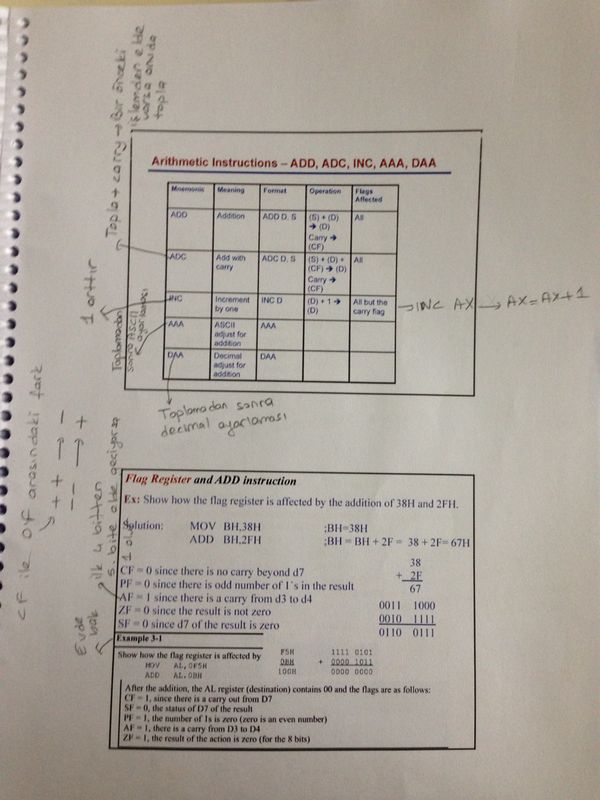 Topla + carry → Bir önceki
işlemden elde
varsa onuda
topla
Arithmetic Instructions – ADD, ADC, INC, AAA, DAA
Mnemonic Meaning Format Operation Flags Affected
ADD Addition ADD D, S (S) + (D) → (D) Carry → (CF) All
ADC Add with carry ADC D, S (S) + (D) + (CF) → (D) Carry → (CF) All
INC Increment by one INC D (D) + 1 → (D) All but the carry flag
AAA ASCII adjust for addition AAA
DAA Decimal adjust for addition DAA
→ INC AX → AX=AX+1
1 arttır
Toplamadan
sonra ASCII
ayarlaması
Toplamadan sonra
decimal ayarlaması
CF ile OF arasındaki fark
++ → −
−− → +
ilk 4 bitten
5. bite elde geçiyorsa
1 olur
Evde
bak
Flag Register and ADD instruction
Ex: Show how the flag register is affected by the addition of 38H and 2FH.
Solution: MOV BH,38H ;BH=38H
ADD BH,2FH ;BH = BH + 2F = 38 + 2F= 67H
CF = 0 since there is no carry beyond d7
PF = 0 since there is odd number of 1`s in the result
AF = 1 since there is a carry from d3 to d4
ZF = 0 since the result is not zero
SF = 0 since d7 of the result is zero
38
+ 2F
67
0011 1000
0010 1111
0110 0111
Example 3-1
Show how the flag register is affected by
MOV AL,0F5H
ADD AL,0BH
F5H 1111 0101
0BH + 0000 1011
100H 0000 0000
After the addition, the AL register (destination) contains 00 and the flags are as follows:
CF = 1, since there is a carry out from D7
SF = 0, the status of D7 of the result
PF = 1, the number of 1s is zero (zero is an even number)
AF = 1, there is a carry from D3 to D4
ZF = 1, the result of the action is zero (for the 8 bits)